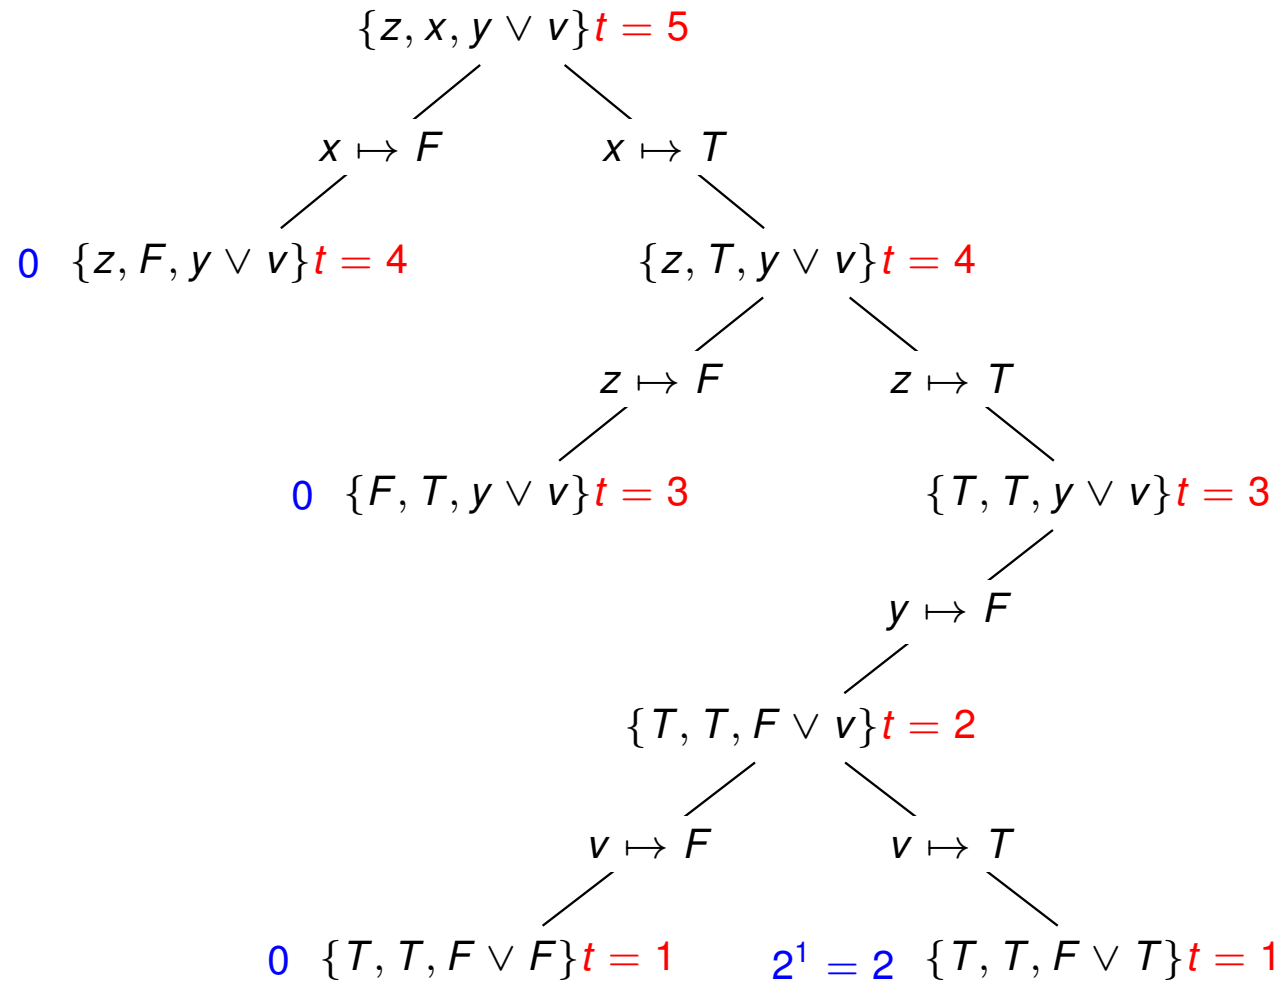 {z, x, y ∨ v}t = 5
x ↦ F x ↦ T
0 {z, F, y ∨ v}t = 4 {z, T, y ∨ v}t = 4
z ↦ F z ↦ T
0 {F, T, y ∨ v}t = 3 {T, T, y ∨ v}t = 3
y ↦ F
{T, T, F ∨ v}t = 2
v ↦ F v ↦ T
0 {T, T, F ∨ F}t = 1 2¹ = 2 {T, T, F ∨ T}t = 1